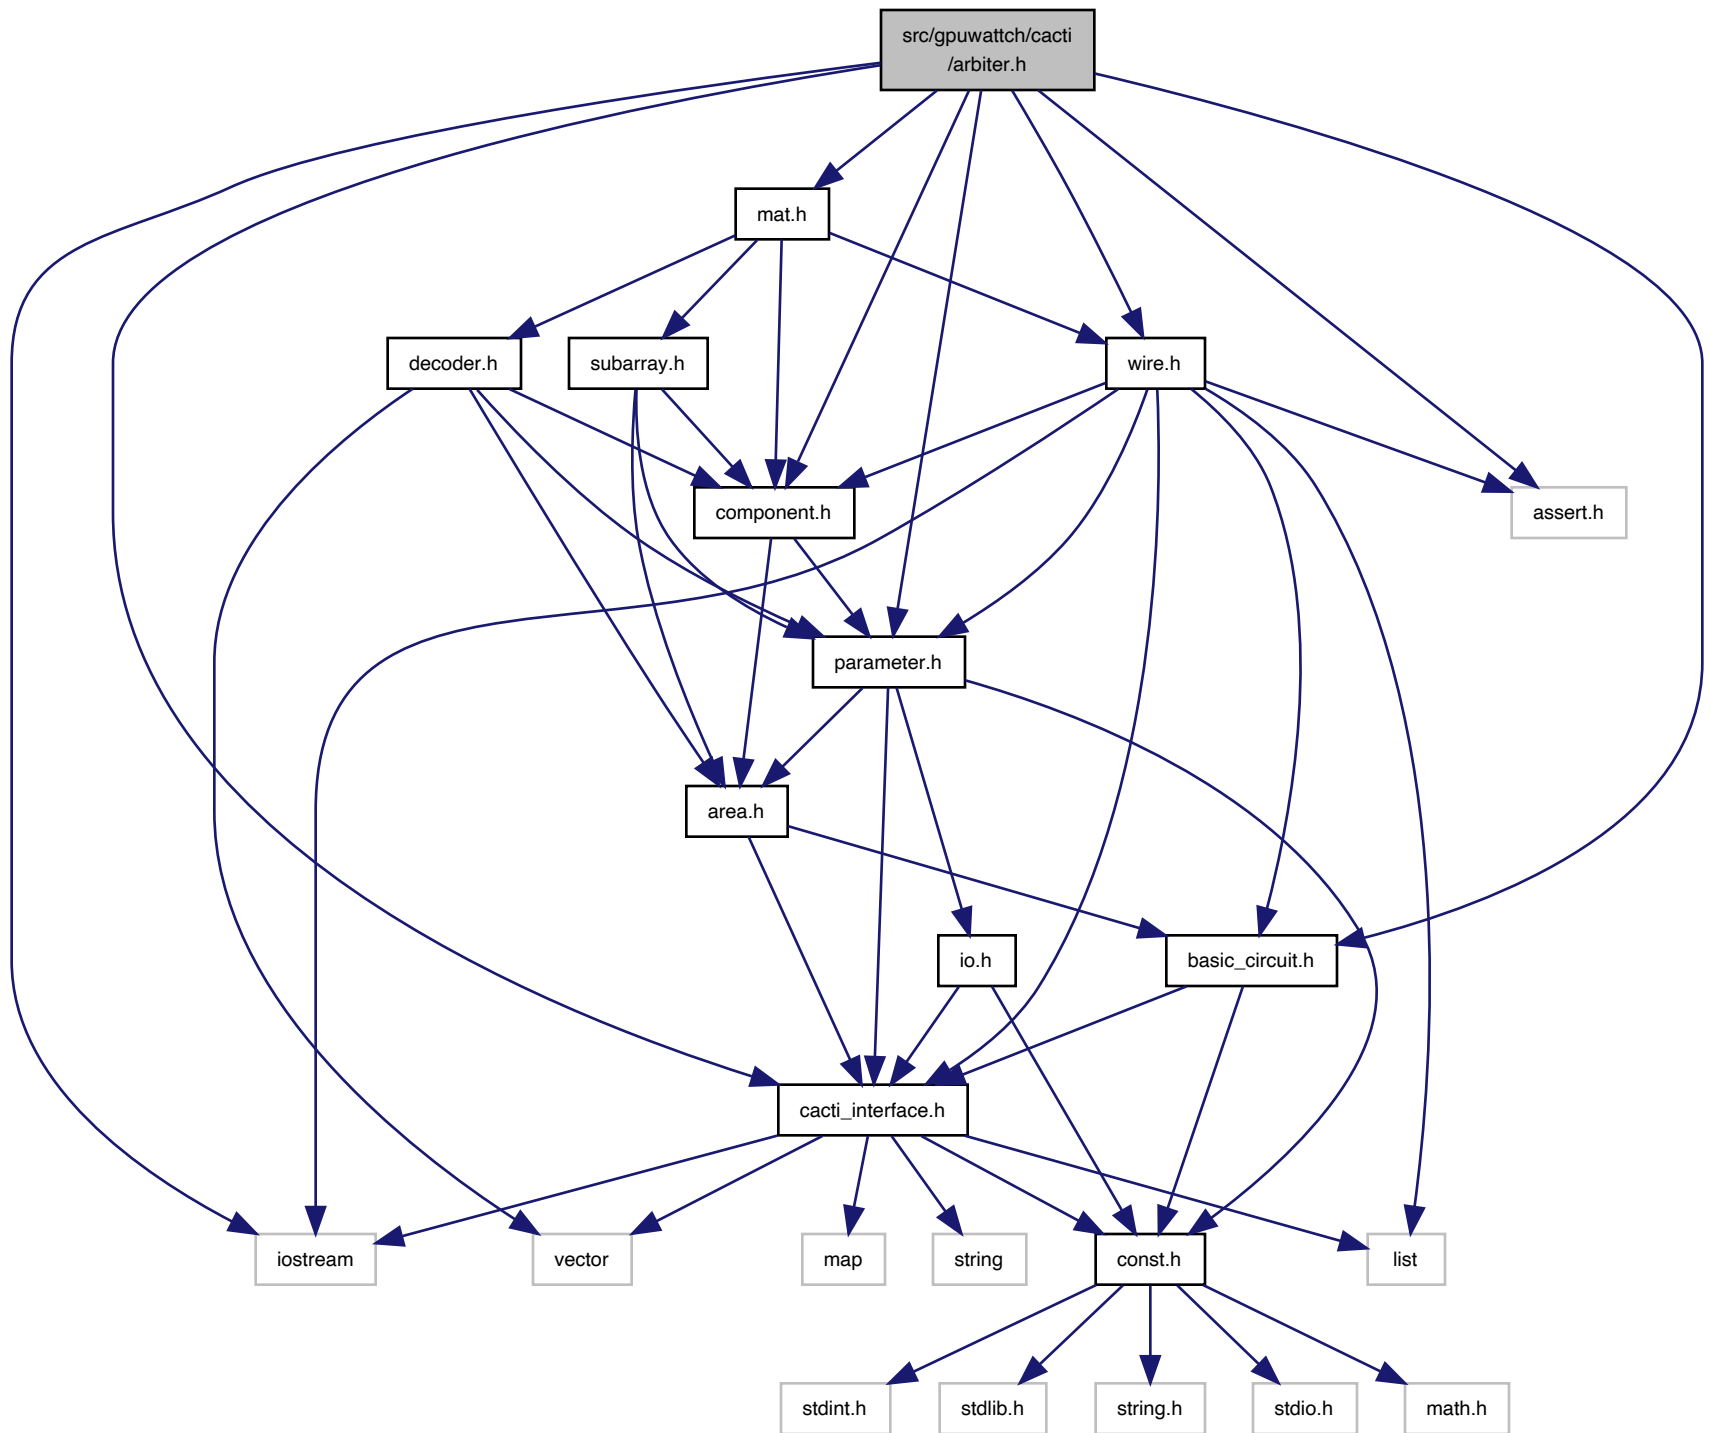 src/gpuwattch/cacti
/arbiter.h
mat.h
decoder.h
subarray.h
wire.h
component.h
assert.h
parameter.h
area.h
io.h
basic_circuit.h
cacti_interface.h
iostream
vector
map
string
const.h
list
stdint.h
stdlib.h
string.h
stdio.h
math.h